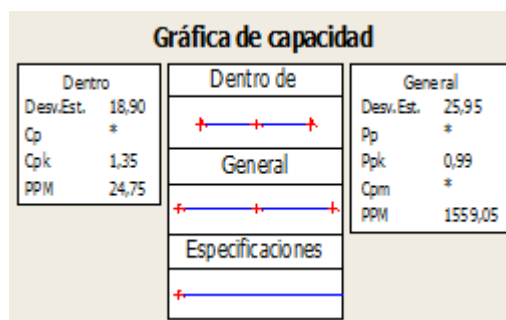 Gráfica de capacidad
Dentro
Desv.Est. 18,90
Cp *
Cpk 1,35
PPM 24,75
Dentro de
General
Especificaciones
General
Desv.Est. 25,95
Pp *
Ppk 0,99
Cpm *
PPM 1559,05